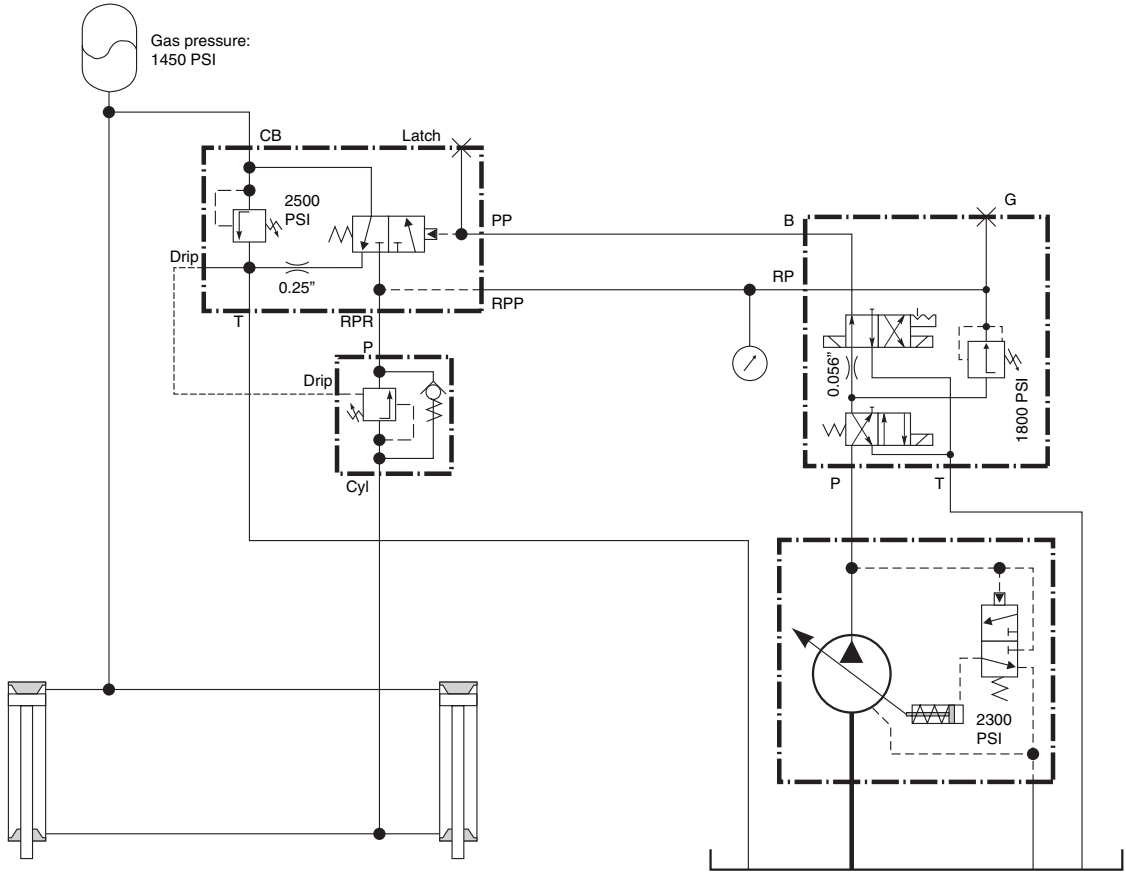 Gas pressure:
1450 PSI
CB
Latch
2500
PSI
PP
Drip
0.25”
RPP
T
RPR
P
Drip
Cyl
G
B
RP
0.056”
1800 PSI
P
T
2300
PSI